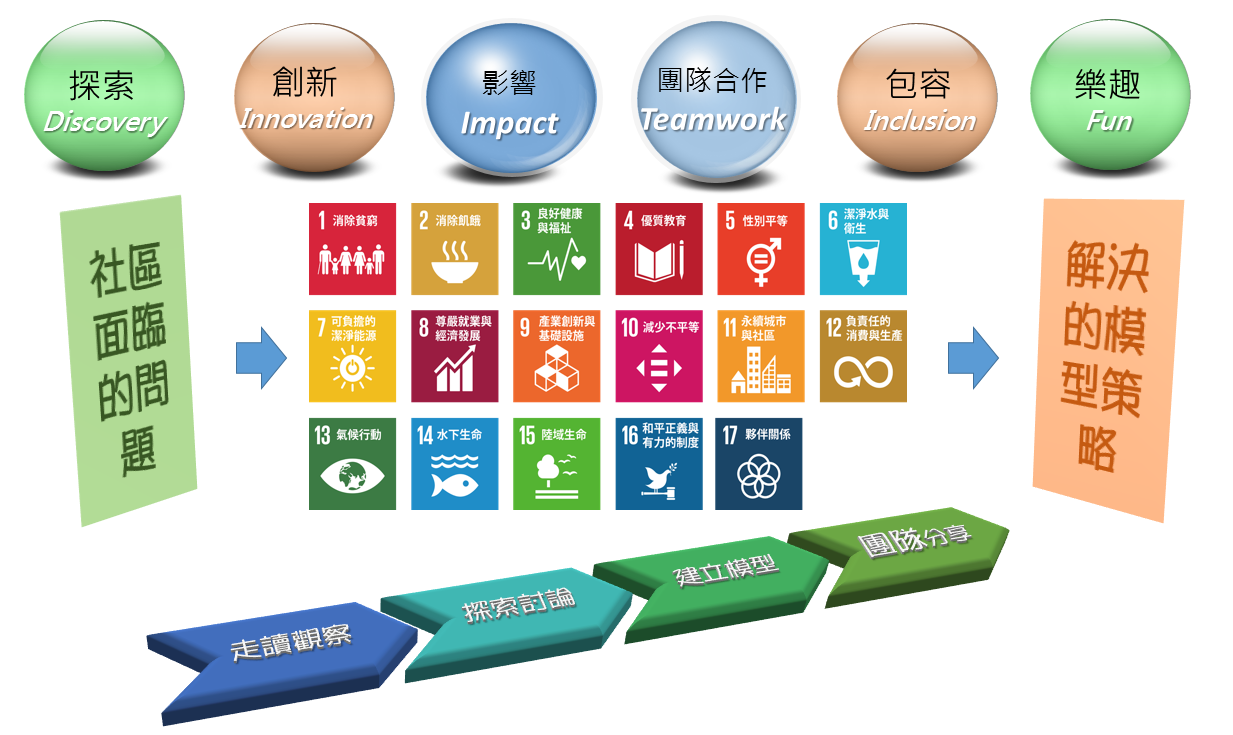 探索
Discovery
創新
Innovation
影響
Impact
團隊合作
Teamwork
包容
Inclusion
樂趣
Fun
社區
面臨
的問
題
1 消除貧窮
2 消除飢餓
3 良好健康
與福祉
4 優質教育
5 性別平等
6 潔淨水與
衛生
7 可負擔的
潔淨能源
8 尊嚴就業與
經濟發展
9 產業創新與
基礎設施
10 減少不平等
11 永續城市
與社區
12 負責任的
消費與生產
13 氣候行動
14 水下生命
15 陸域生命
16 和平正義與
有力的制度
17 夥伴關係
解決
的模
型策
略
走讀觀察
探索討論
建立模型
團隊分享